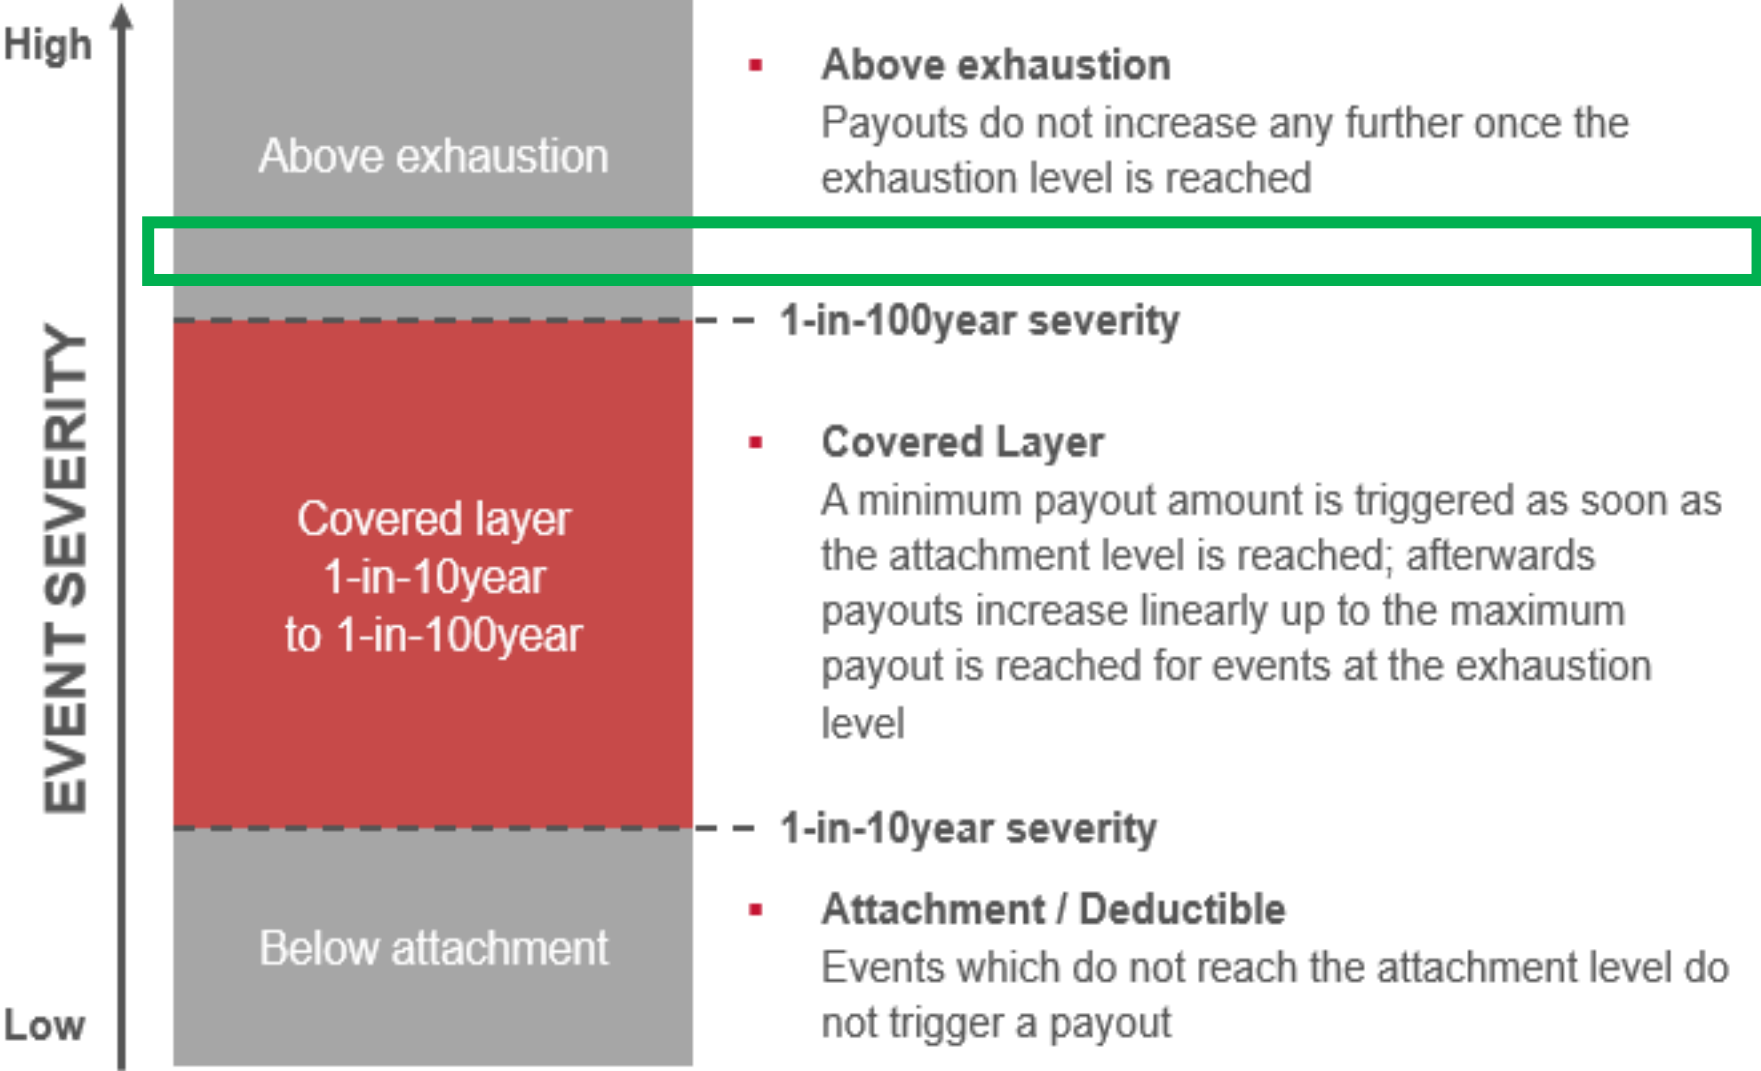 High
EVENT SEVERITY
Low
Above exhaustion
Covered layer
1-in-10year
to 1-in-100year
Below attachment
▪ Above exhaustion
Payouts do not increase any further once the
exhaustion level is reached
1-in-100year severity
▪ Covered Layer
A minimum payout amount is triggered as soon as
the attachment level is reached; afterwards
payouts increase linearly up to the maximum
payout is reached for events at the exhaustion
level
1-in-10year severity
▪ Attachment / Deductible
Events which do not reach the attachment level do
not trigger a payout